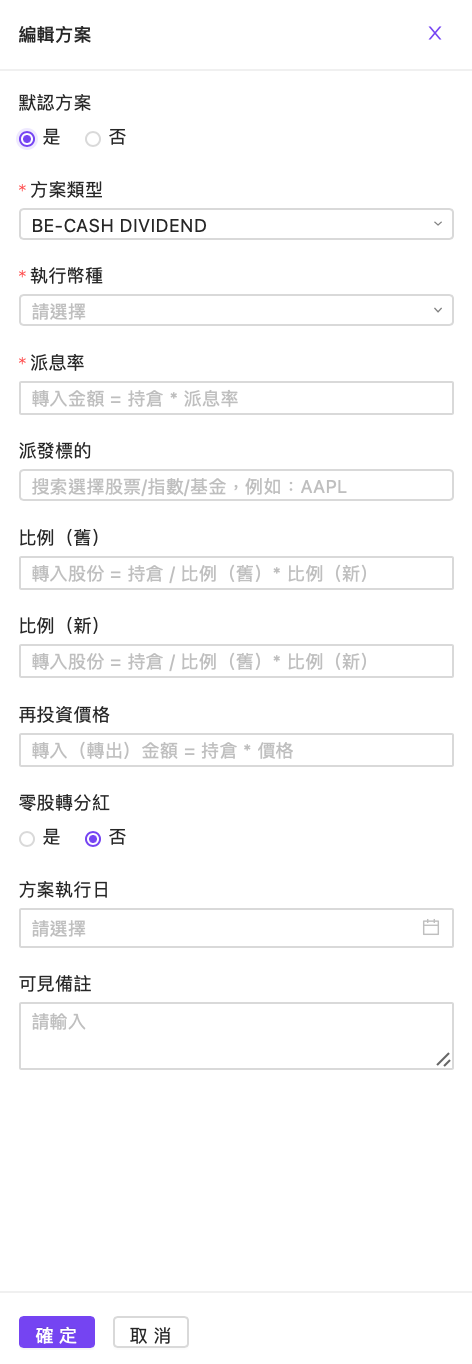 編輯方案
默認方案
是 否
* 方案類型
BE-CASH DIVIDEND
* 執行幣種
請選擇
* 派息率
轉入金額 = 持倉 * 派息率
派發標的
搜索選擇股票/指數/基金，例如：AAPL
比例（舊）
轉入股份 = 持倉 / 比例（舊）* 比例（新）
比例（新）
轉入股份 = 持倉 / 比例（舊）* 比例（新）
再投資價格
轉入（轉出）金額 = 持倉 * 價格
零股轉分紅
是 否
方案執行日
請選擇
可見備註
請輸入
確 定 取 消